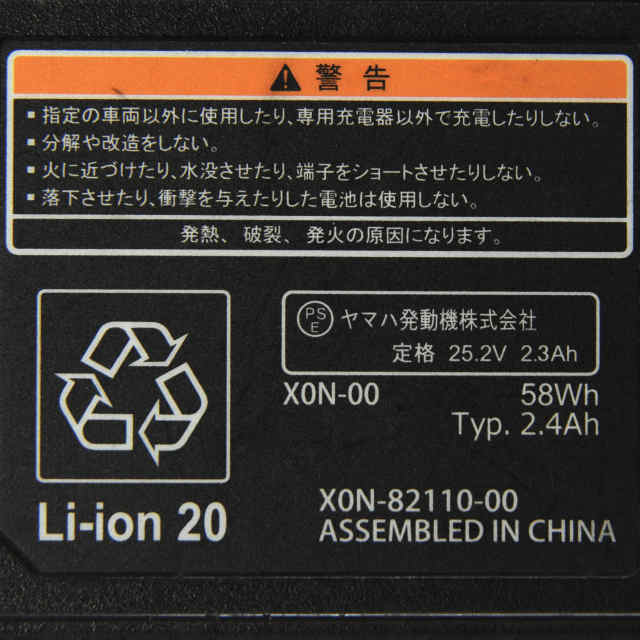 警告
▪指定の車両以外に使用したり、専用充電器以外で充電したりしない。
▪分解や改造をしない。
▪火に近づけたり、水没させたり、端子をショートさせたりしない。
▪落下させたり、衝撃を与えたりした電池は使用しない。
発熱、破裂、発火の原因になります。
PS
E
ヤマハ発動機株式会社
定格 25.2V 2.3Ah
X0N-00 58Wh
Typ. 2.4Ah
Li-ion 20
X0N-82110-00
ASSEMBLED IN CHINA